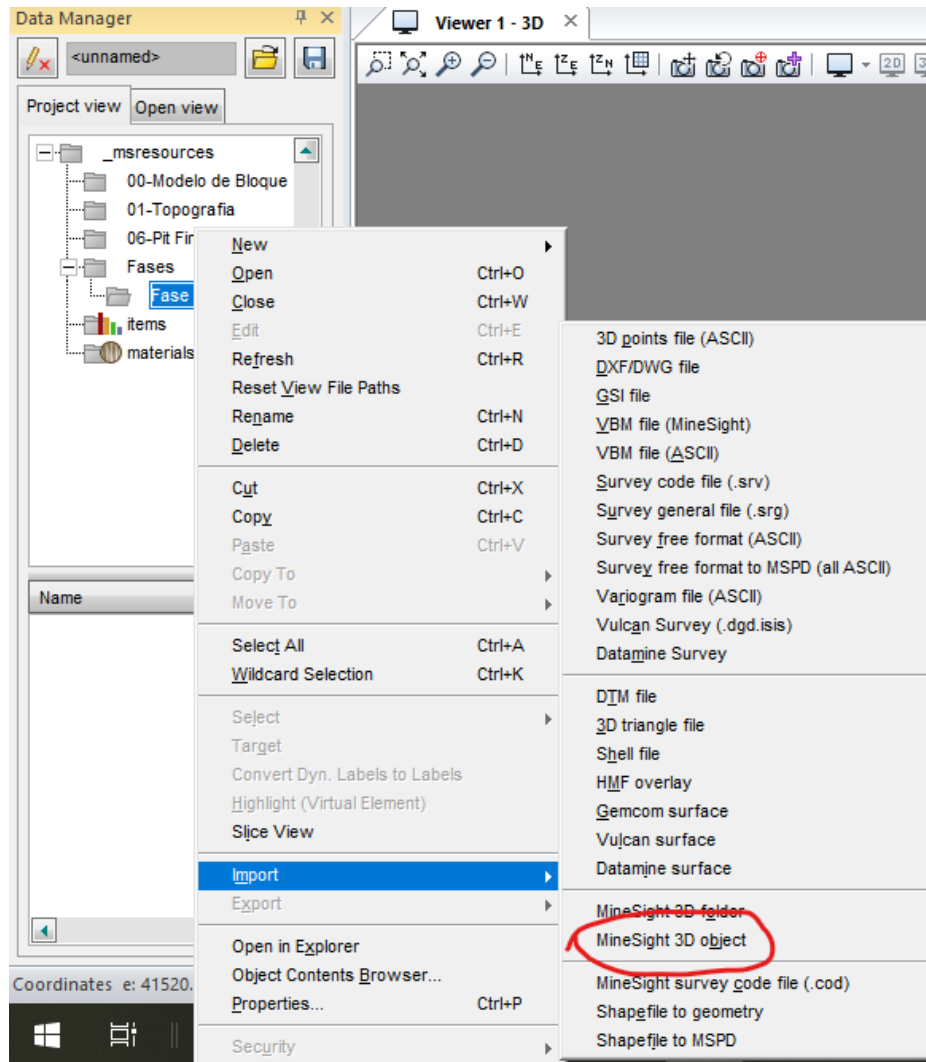 Data Manager
<unnamed>
Project view Open view
_msresources
00-Modelo de Bloque
01-Topografia
06-Pit Fin
Fases
Fase
items
materials
Name
Coordinates e: 41520.
Viewer 1 - 3D
2D
New
Open Ctrl+O
Close Ctrl+W
Edit Ctrl+E
Refresh Ctrl+R
Reset View File Paths
Rename Ctrl+N
Delete Ctrl+D
Cut Ctrl+X
Copy Ctrl+C
Paste Ctrl+V
Copy To
Move To
Select All Ctrl+A
Wildcard Selection Ctrl+K
Select
Target
Convert Dyn. Labels to Labels
Highlight (Virtual Element)
Slice View
Import
Export
Open in Explorer
Object Contents Browser...
Properties... Ctrl+P
Security
3D points file (ASCII)
DXF/DWG file
GSI file
VBM file (MineSight)
VBM file (ASCII)
Survey code file (.srv)
Survey general file (.srg)
Survey free format (ASCII)
Survey free format to MSPD (all ASCII)
Variogram file (ASCII)
Vulcan Survey (.dgd.isis)
Datamine Survey
DTM file
3D triangle file
Shell file
HMF overlay
Gemcom surface
Vulcan surface
Datamine surface
MineSight 3D folder
MineSight 3D object
MineSight survey code file (.cod)
Shapefile to geometry
Shapefile to MSPD